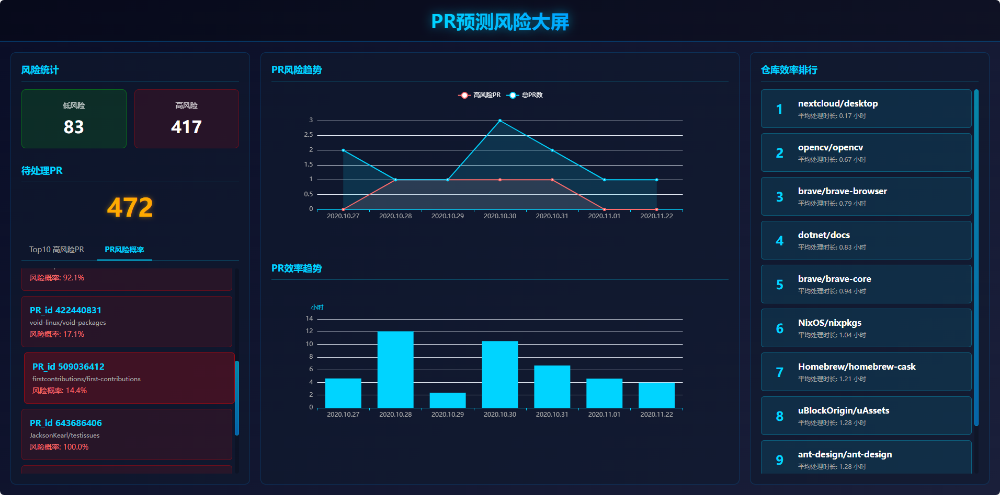 PR预测风险大屏
风险统计
低风险
83
高风险
417
待处理PR
472
Top10 高风险PR
PR风险概率
风险概率: 92.1%
PR_id 422440831
void-linux/void-packages
风险概率: 17.1%
PR_id 509036412
firstcontributions/first-contributions
风险概率: 14.4%
PR_id 643686406
JacksonKearl/testissues
风险概率: 100.0%
PR风险趋势
高风险PR
总PR数
3
2.5
2
1.5
1
0.5
0
2020.10.27
2020.10.28
2020.10.29
2020.10.30
2020.10.31
2020.11.01
2020.11.22
PR效率趋势
小时
14
12
10
8
6
4
2
0
2020.10.27
2020.10.28
2020.10.29
2020.10.30
2020.10.31
2020.11.01
2020.11.22
仓库效率排行
1
nextcloud/desktop
平均处理时长: 0.17 小时
2
opencv/opencv
平均处理时长: 0.67 小时
3
brave/brave-browser
平均处理时长: 0.79 小时
4
dotnet/docs
平均处理时长: 0.83 小时
5
brave/brave-core
平均处理时长: 0.94 小时
6
NixOS/nixpkgs
平均处理时长: 1.04 小时
7
Homebrew/homebrew-cask
平均处理时长: 1.21 小时
8
uBlockOrigin/uAssets
平均处理时长: 1.28 小时
9
ant-design/ant-design
平均处理时长: 1.28 小时